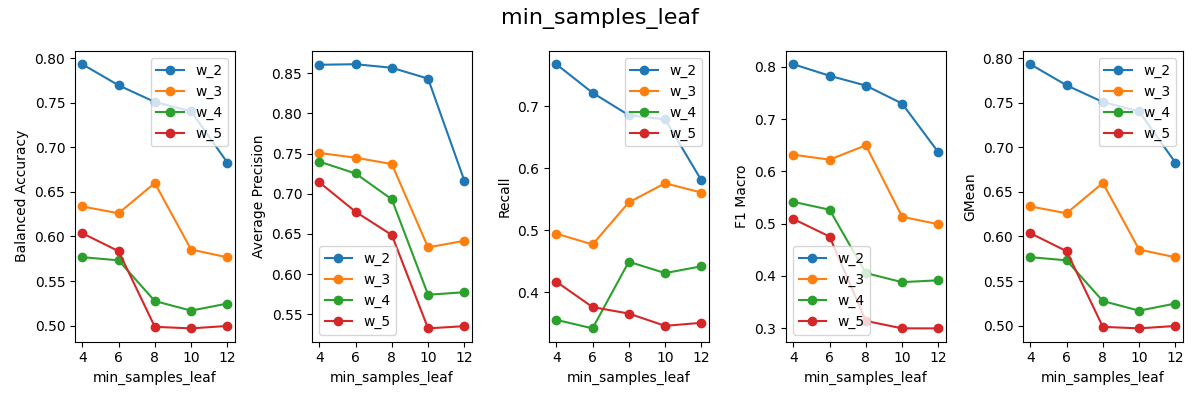 min_samples_leaf
Balanced Accuracy
0.80
0.75
0.70
0.65
0.60
0.55
0.50
w_2
w_3
w_4
w_5
4 6 8 10 12
min_samples_leaf
Average Precision
0.85
0.80
0.75
0.70
0.65
0.60
0.55
w_2
w_3
w_4
w_5
4 6 8 10 12
min_samples_leaf
Recall
0.7
0.6
0.5
0.4
w_2
w_3
w_4
w_5
4 6 8 10 12
min_samples_leaf
F1 Macro
0.8
0.7
0.6
0.5
0.4
0.3
w_2
w_3
w_4
w_5
4 6 8 10 12
min_samples_leaf
GMean
0.80
0.75
0.70
0.65
0.60
0.55
0.50
w_2
w_3
w_4
w_5
4 6 8 10 12
min_samples_leaf